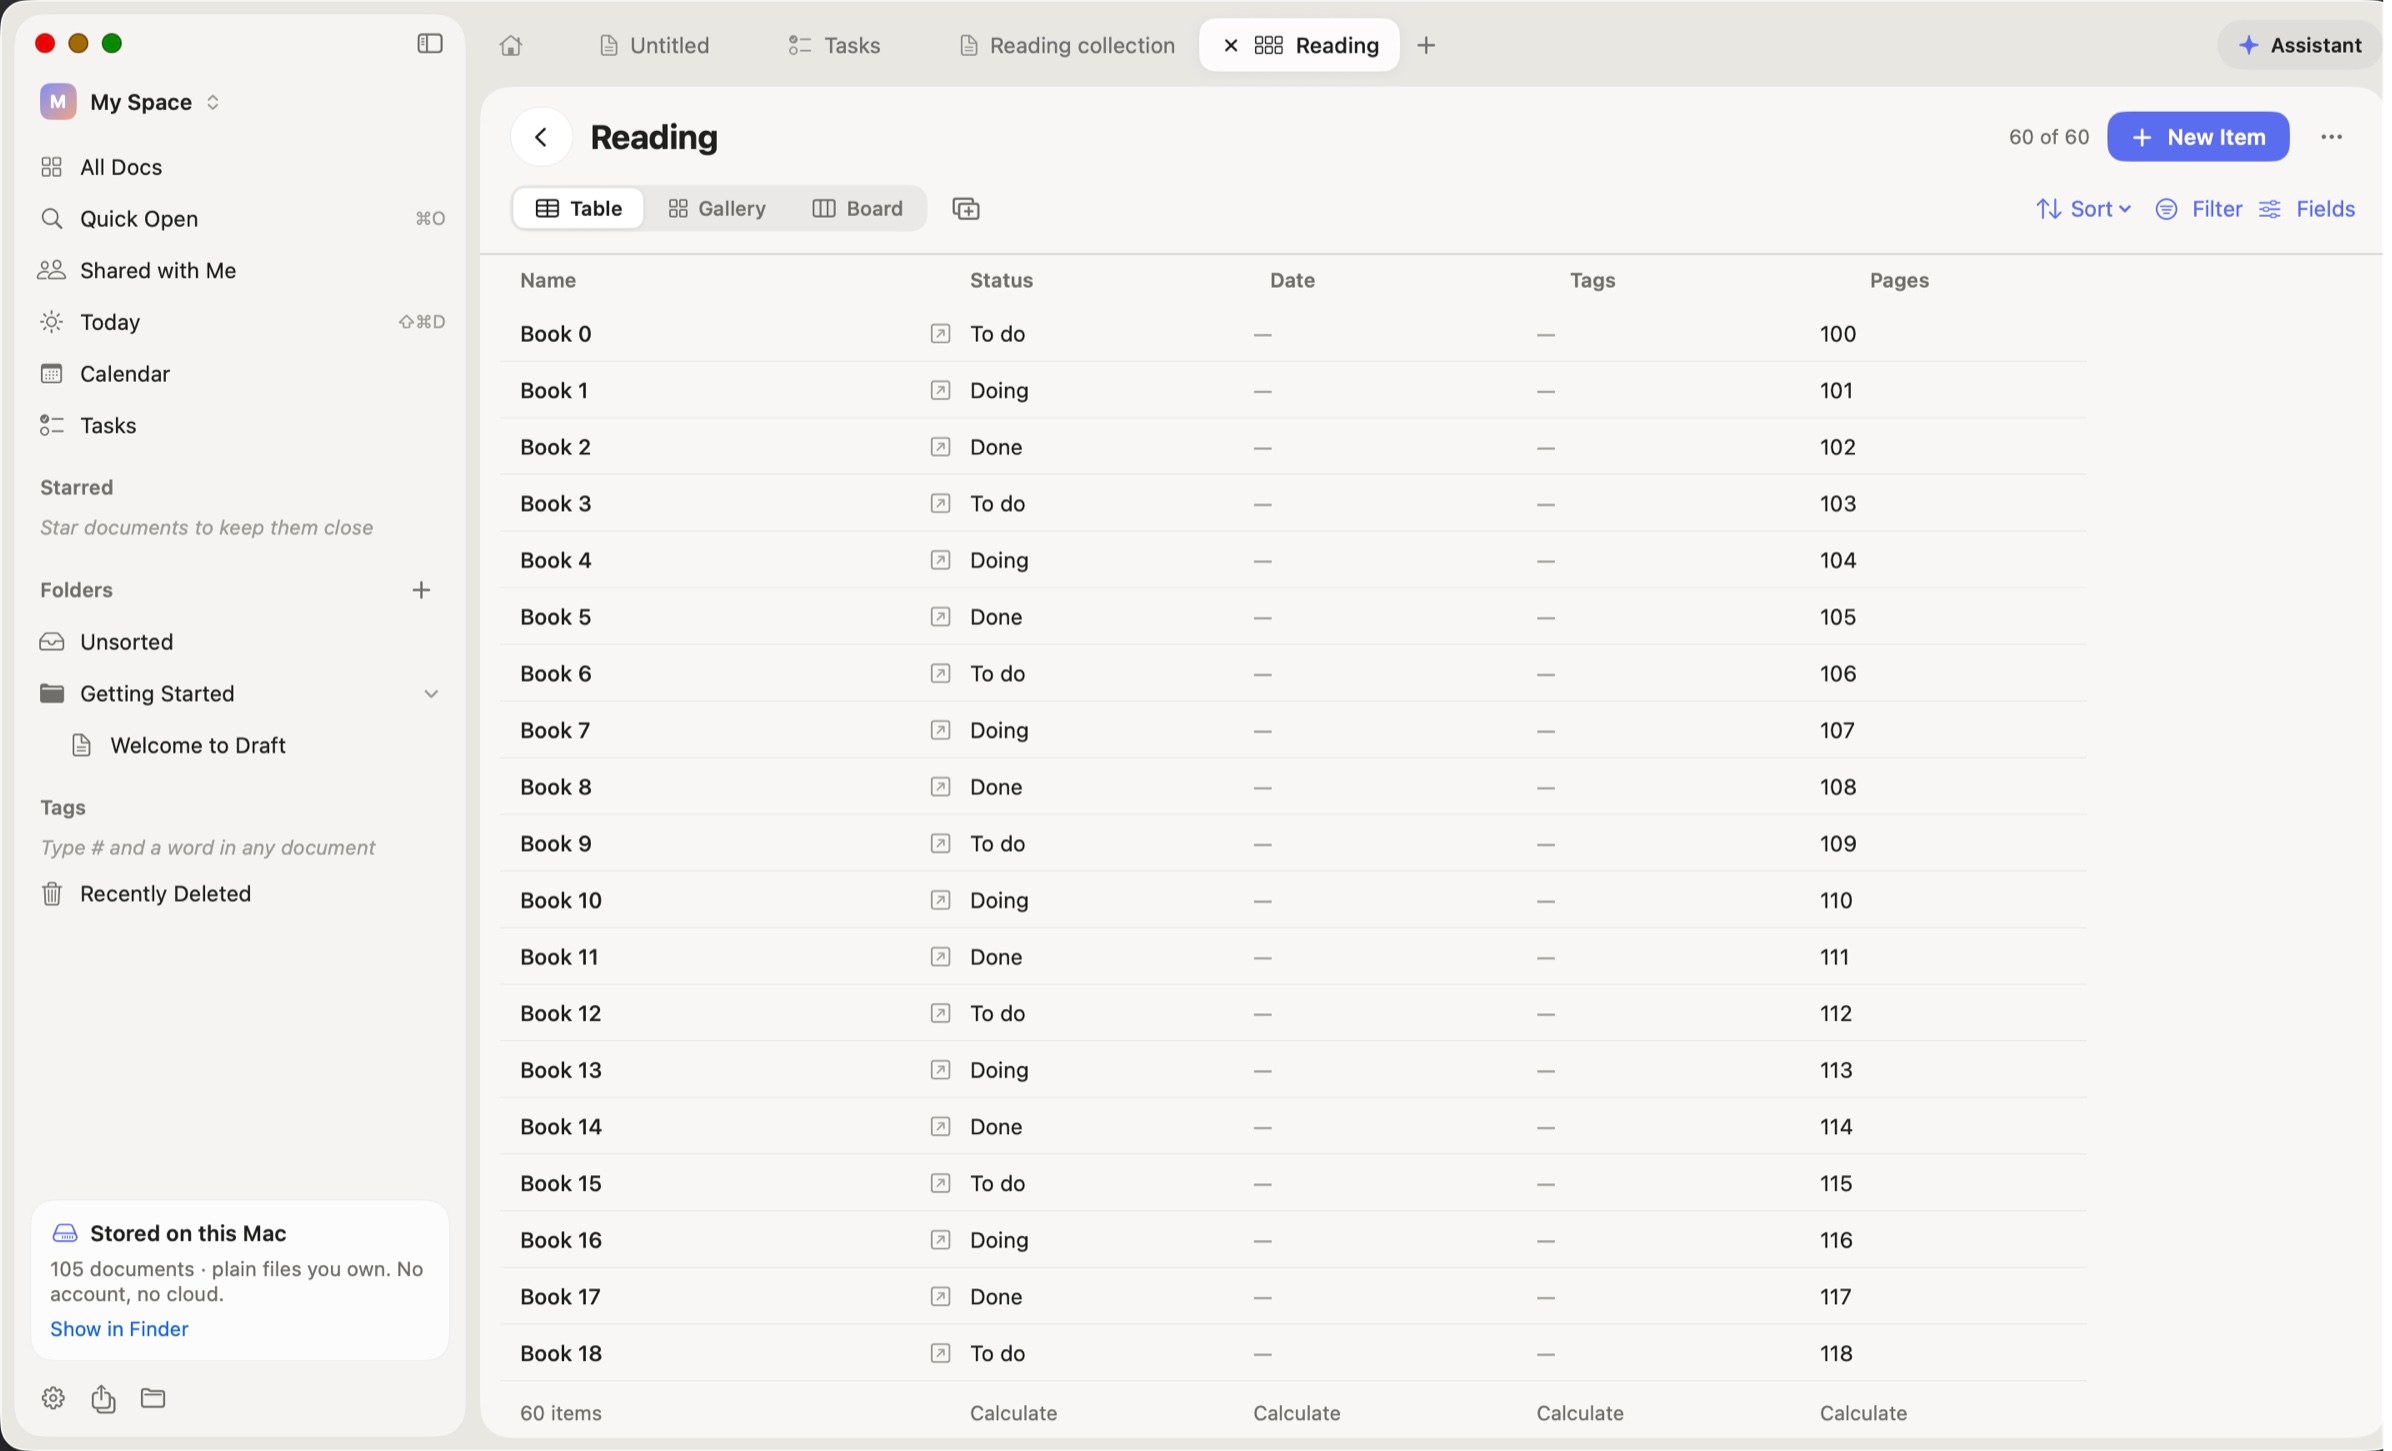 Untitled
Tasks
Reading collection
Reading
Assistant
M My Space
All Docs
Quick Open ⌘O
Shared with Me
Today ⇧⌘D
Calendar
Tasks
Starred
Star documents to keep them close
Folders
Unsorted
Getting Started
Welcome to Draft
Tags
Type # and a word in any document
Recently Deleted
Stored on this Mac
105 documents · plain files you own. No
account, no cloud.
Show in Finder
Reading
60 of 60
New Item
Table Gallery Board
Sort Filter Fields
Name Status Date Tags Pages
Book 0 To do — — 100
Book 1 Doing — — 101
Book 2 Done — — 102
Book 3 To do — — 103
Book 4 Doing — — 104
Book 5 Done — — 105
Book 6 To do — — 106
Book 7 Doing — — 107
Book 8 Done — — 108
Book 9 To do — — 109
Book 10 Doing — — 110
Book 11 Done — — 111
Book 12 To do — — 112
Book 13 Doing — — 113
Book 14 Done — — 114
Book 15 To do — — 115
Book 16 Doing — — 116
Book 17 Done — — 117
Book 18 To do — — 118
60 items Calculate Calculate Calculate Calculate